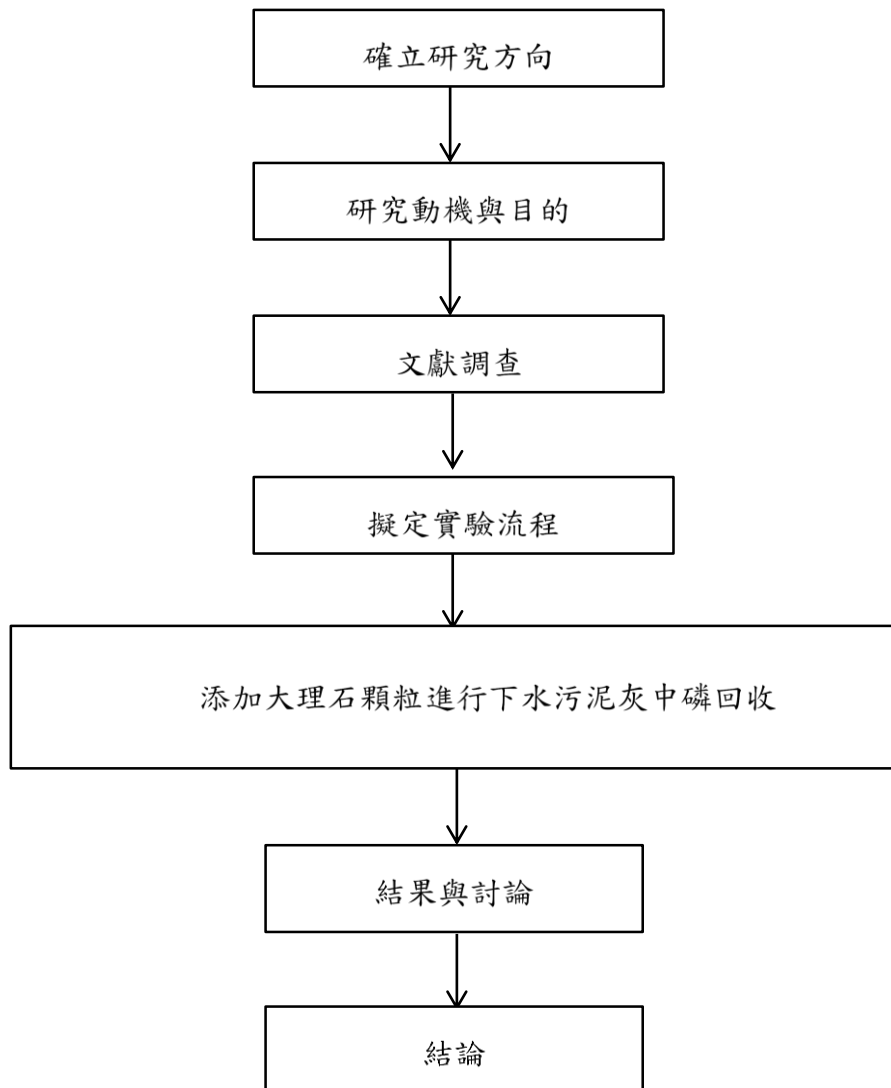 確立研究方向
研究動機與目的
文獻調查
擬定實驗流程
添加大理石顆粒進行下水污泥灰中磷回收
結果與討論
結論